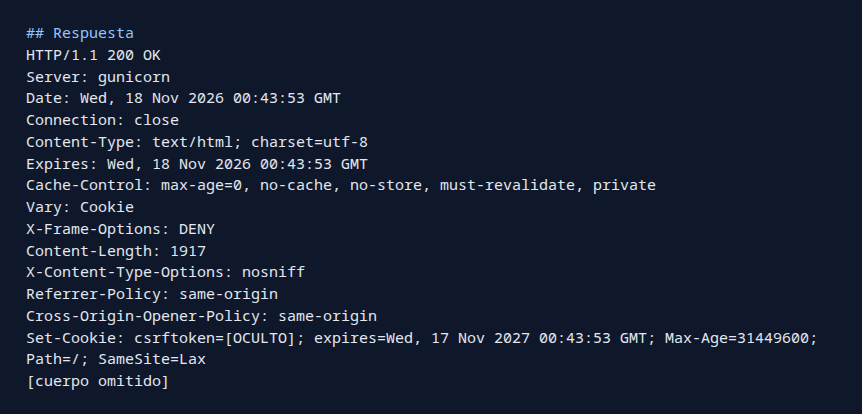 ## Respuesta
HTTP/1.1 200 OK
Server: gunicorn
Date: Wed, 18 Nov 2026 00:43:53 GMT
Connection: close
Content-Type: text/html; charset=utf-8
Expires: Wed, 18 Nov 2026 00:43:53 GMT
Cache-Control: max-age=0, no-cache, no-store, must-revalidate, private
Vary: Cookie
X-Frame-Options: DENY
Content-Length: 1917
X-Content-Type-Options: nosniff
Referrer-Policy: same-origin
Cross-Origin-Opener-Policy: same-origin
Set-Cookie: csrftoken=[OCULTO]; expires=Wed, 17 Nov 2027 00:43:53 GMT; Max-Age=31449600;
Path=/; SameSite=Lax
[cuerpo omitido]